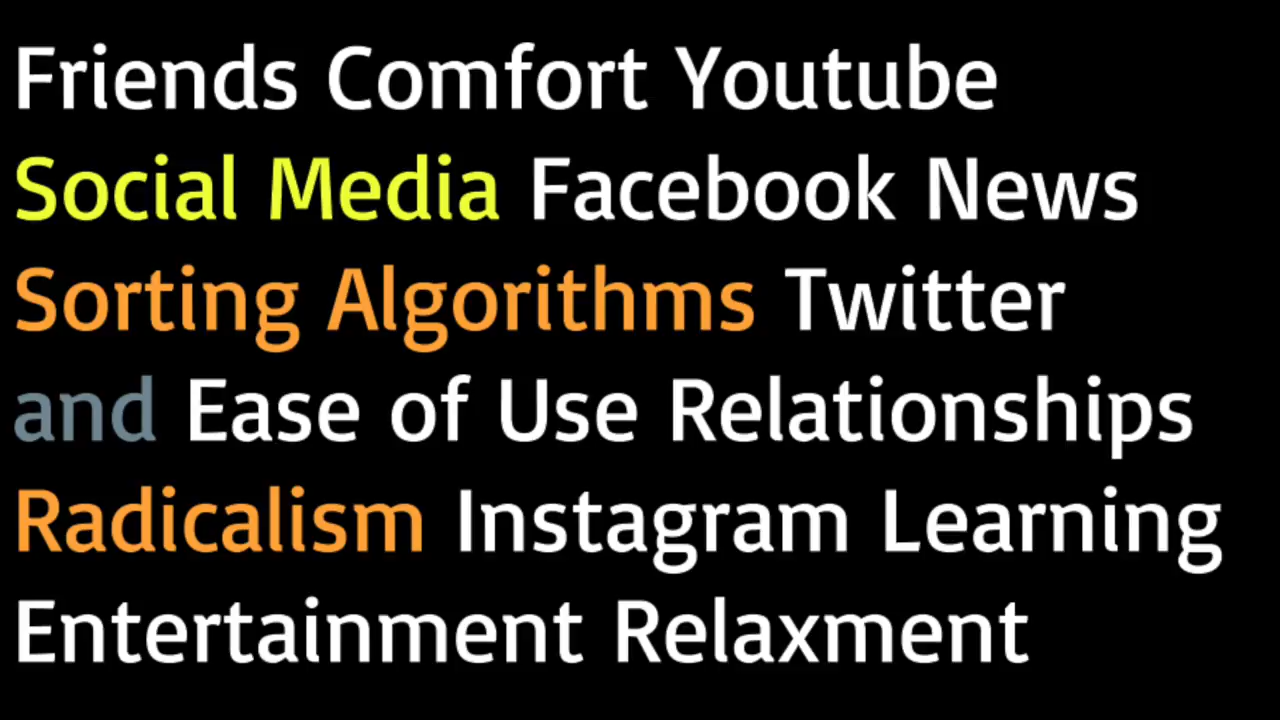 Friends Comfort Youtube
Social Media Facebook News
Sorting Algorithms Twitter
and Ease of Use Relationships
Radicalism Instagram Learning
Entertainment Relaxment